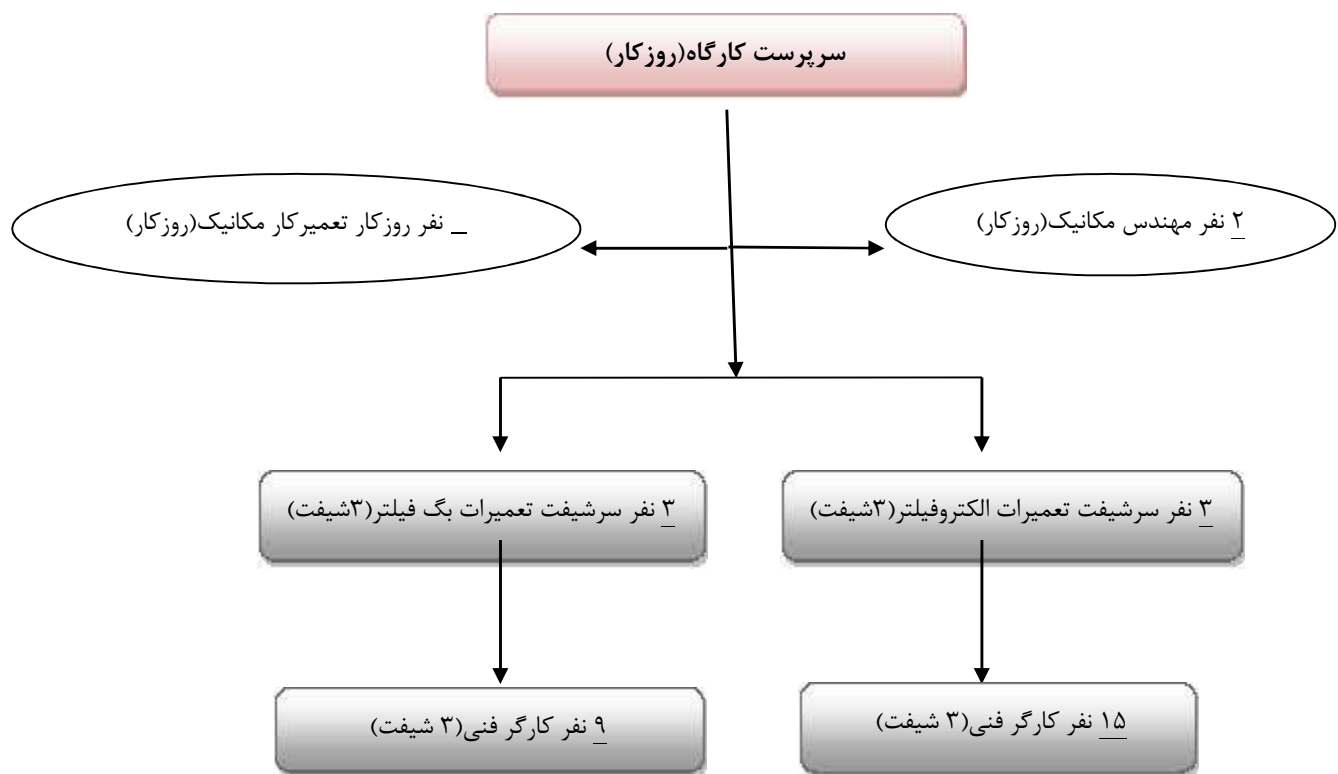 سرپرست کارگاه(روزکار)
۲ نفر مهندس مکانیک(روزکار)
_ نفر روزکار تعمیرکار مکانیک(روزکار)
۳ نفر سرشیفت تعمیرات الکتروفیلتر(۳شیفت)
۳ نفر سرشیفت تعمیرات بگ فیلتر(۳شیفت)
۱۵ نفر کارگر فنی(۳ شیفت)
۹ نفر کارگر فنی(۳ شیفت)